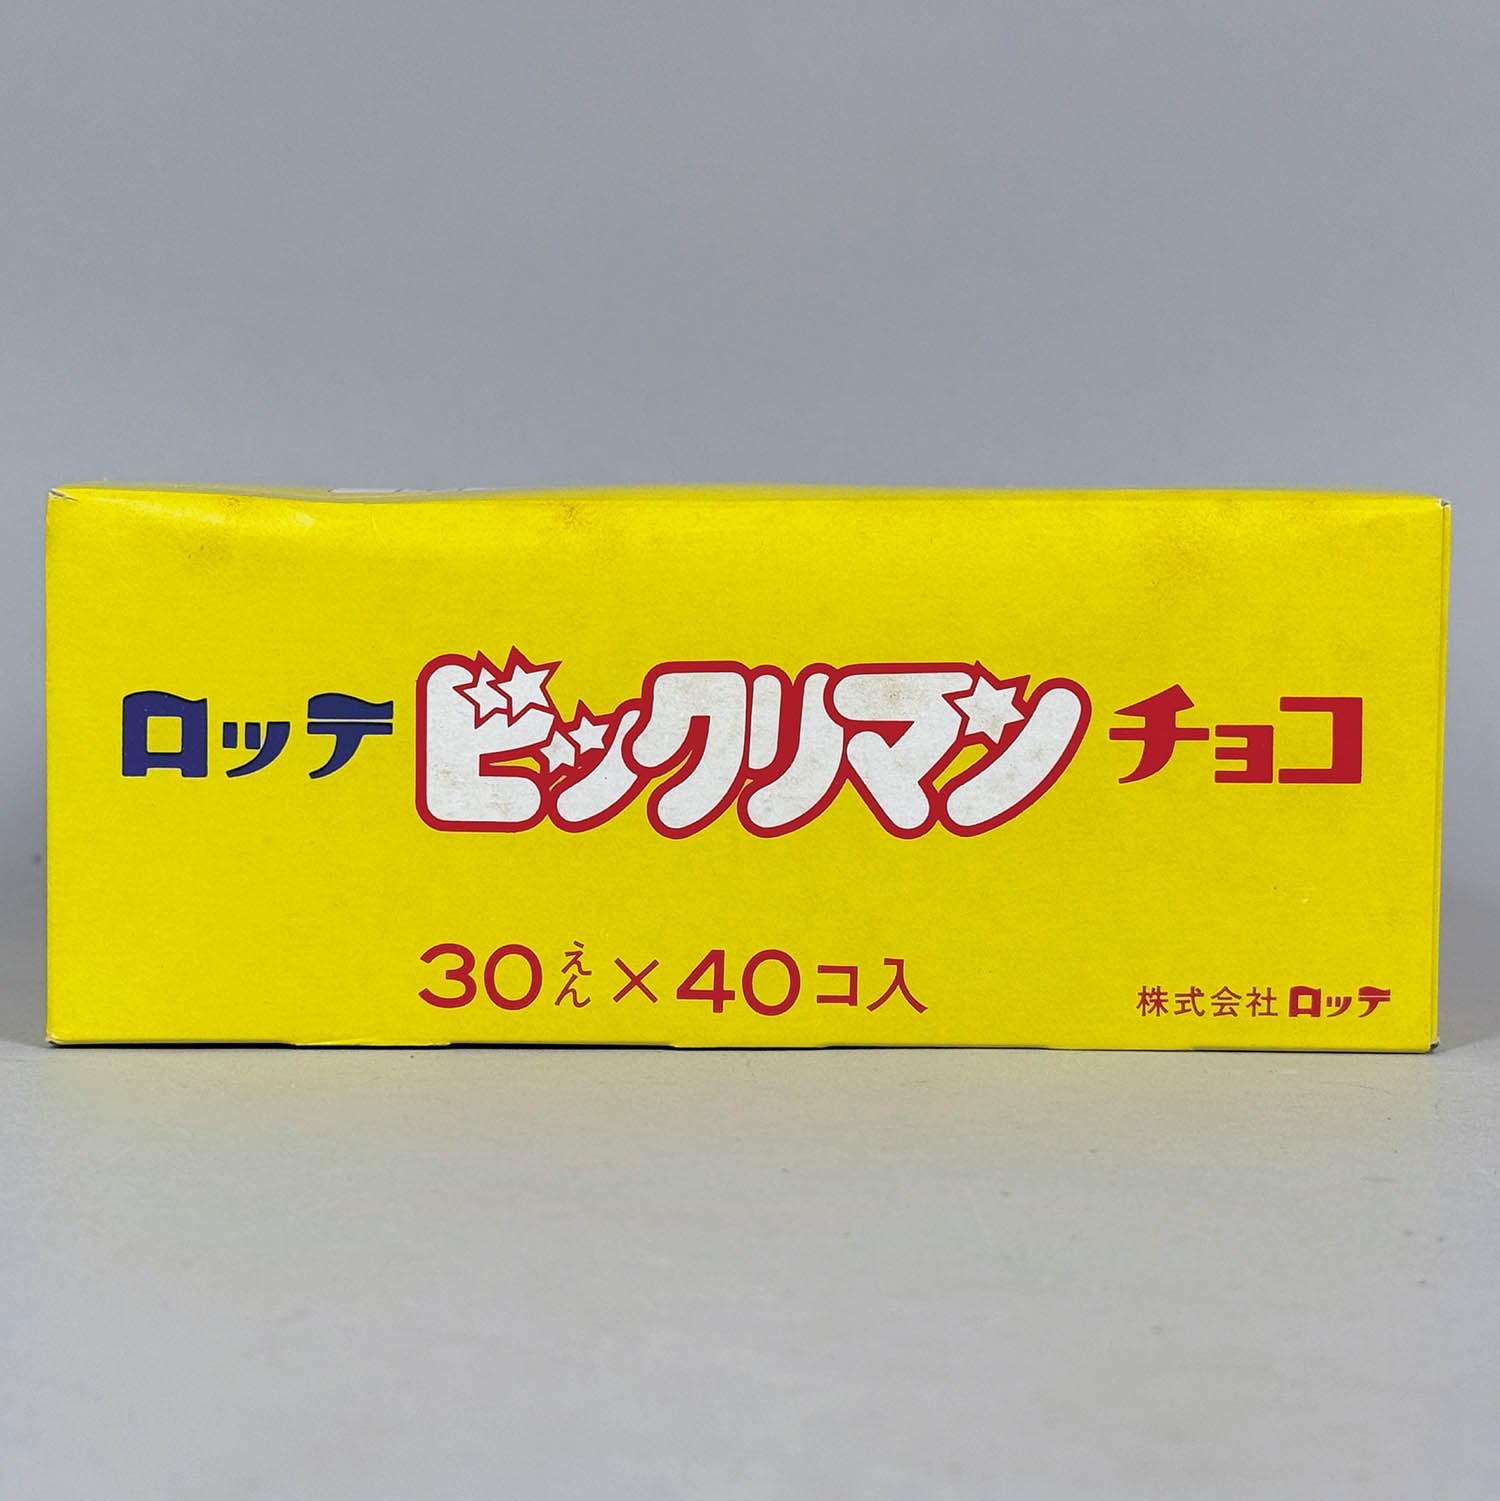 ロッテ ビックリマン チョコ
30えん×40コ入
株式会社 ロッテ